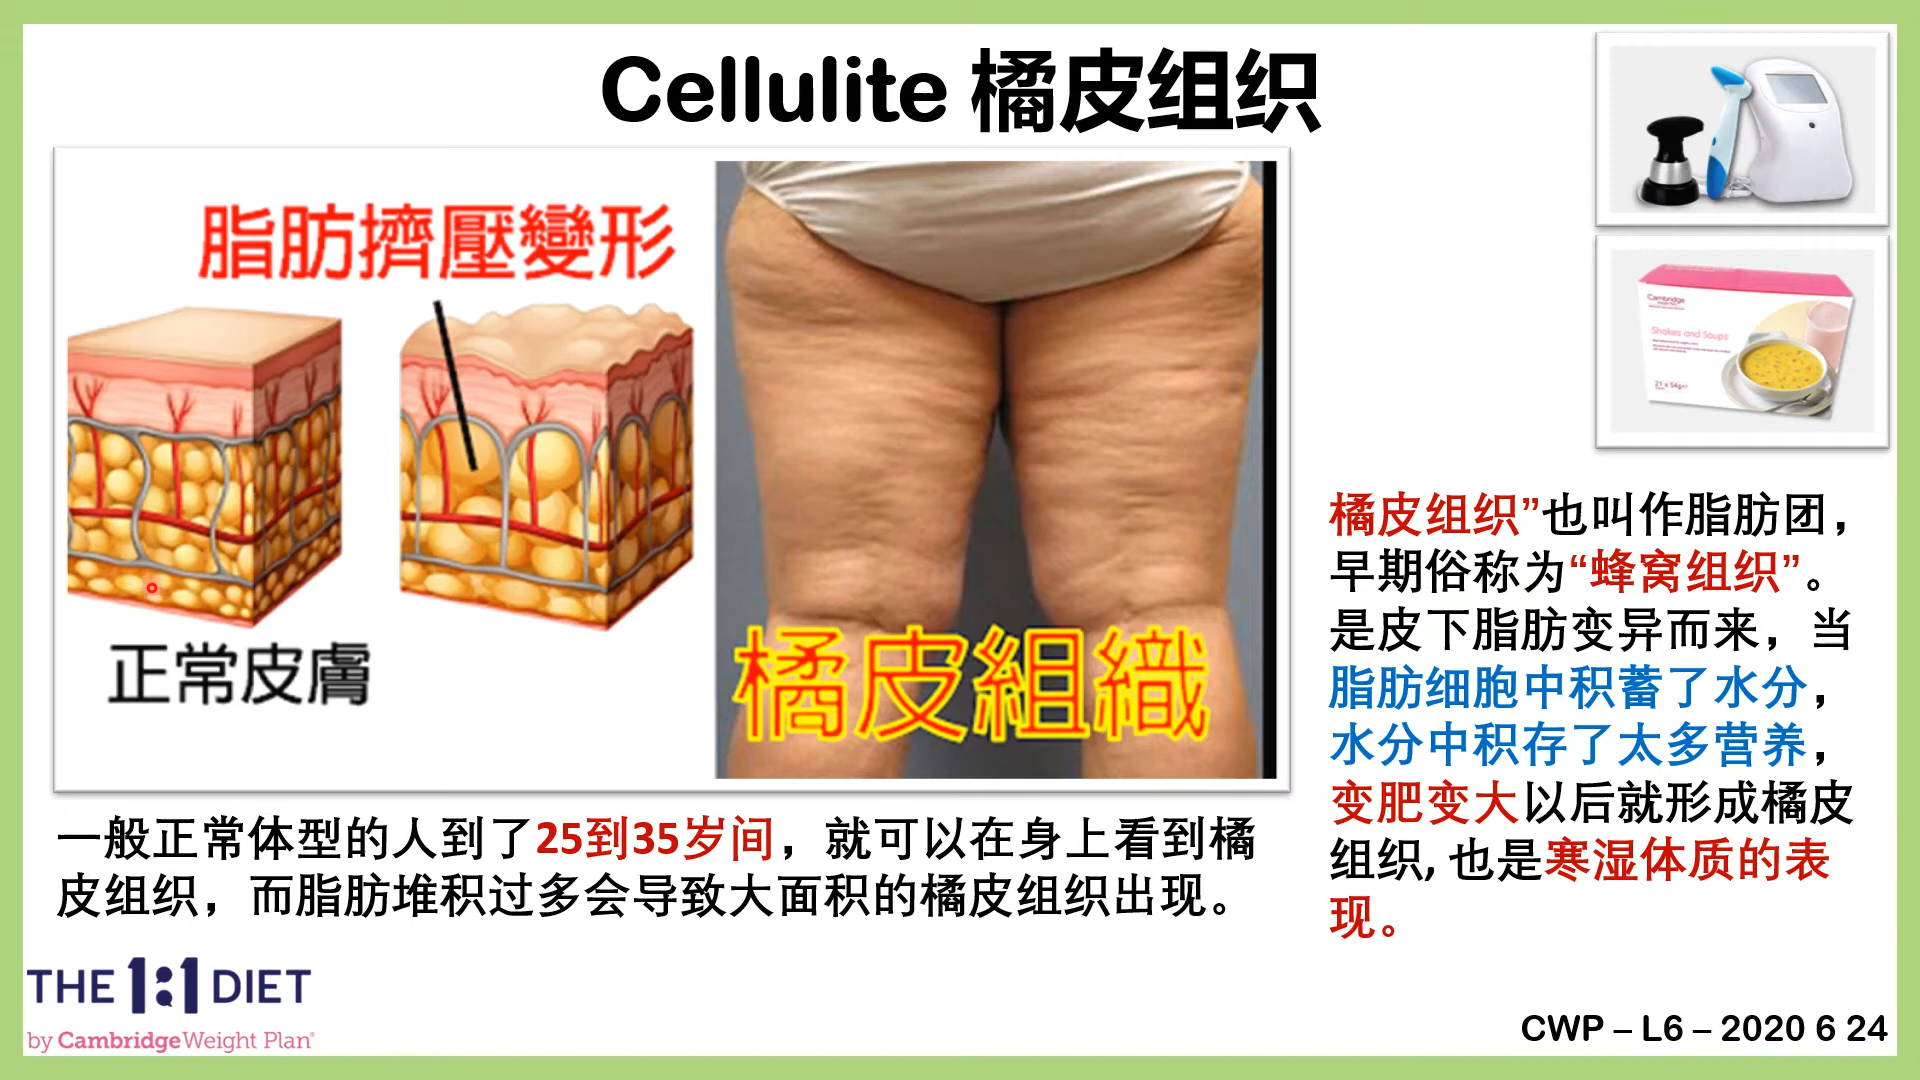 Cellulite 橘皮组织
脂肪擠壓變形
正常皮膚
橘皮組織
Cambridge
Shakes and Soups
21 x 54g
橘皮组织”也叫作脂肪团，
早期俗称为“蜂窝组织”。
是皮下脂肪变异而来，当
脂肪细胞中积蓄了水分，
水分中积存了太多营养，
变肥变大以后就形成橘皮
组织, 也是寒湿体质的表
现。
一般正常体型的人到了25到35岁间，就可以在身上看到橘
皮组织，而脂肪堆积过多会导致大面积的橘皮组织出现。
THE 1:1 DIET
by Cambridge Weight Plan®
CWP – L6 – 2020 6 24